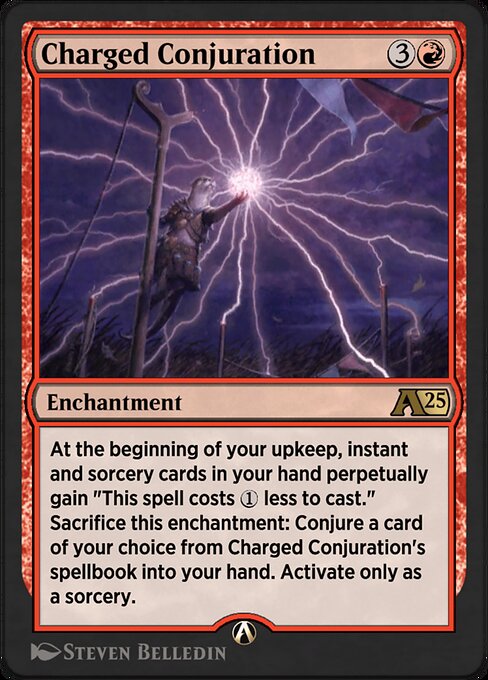 Charged Conjuration 3
Enchantment A25
At the beginning of your upkeep, instant
and sorcery cards in your hand perpetually
gain "This spell costs 1 less to cast."
Sacrifice this enchantment: Conjure a card
of your choice from Charged Conjuration's
spellbook into your hand. Activate only as
a sorcery.
Steven Belledin